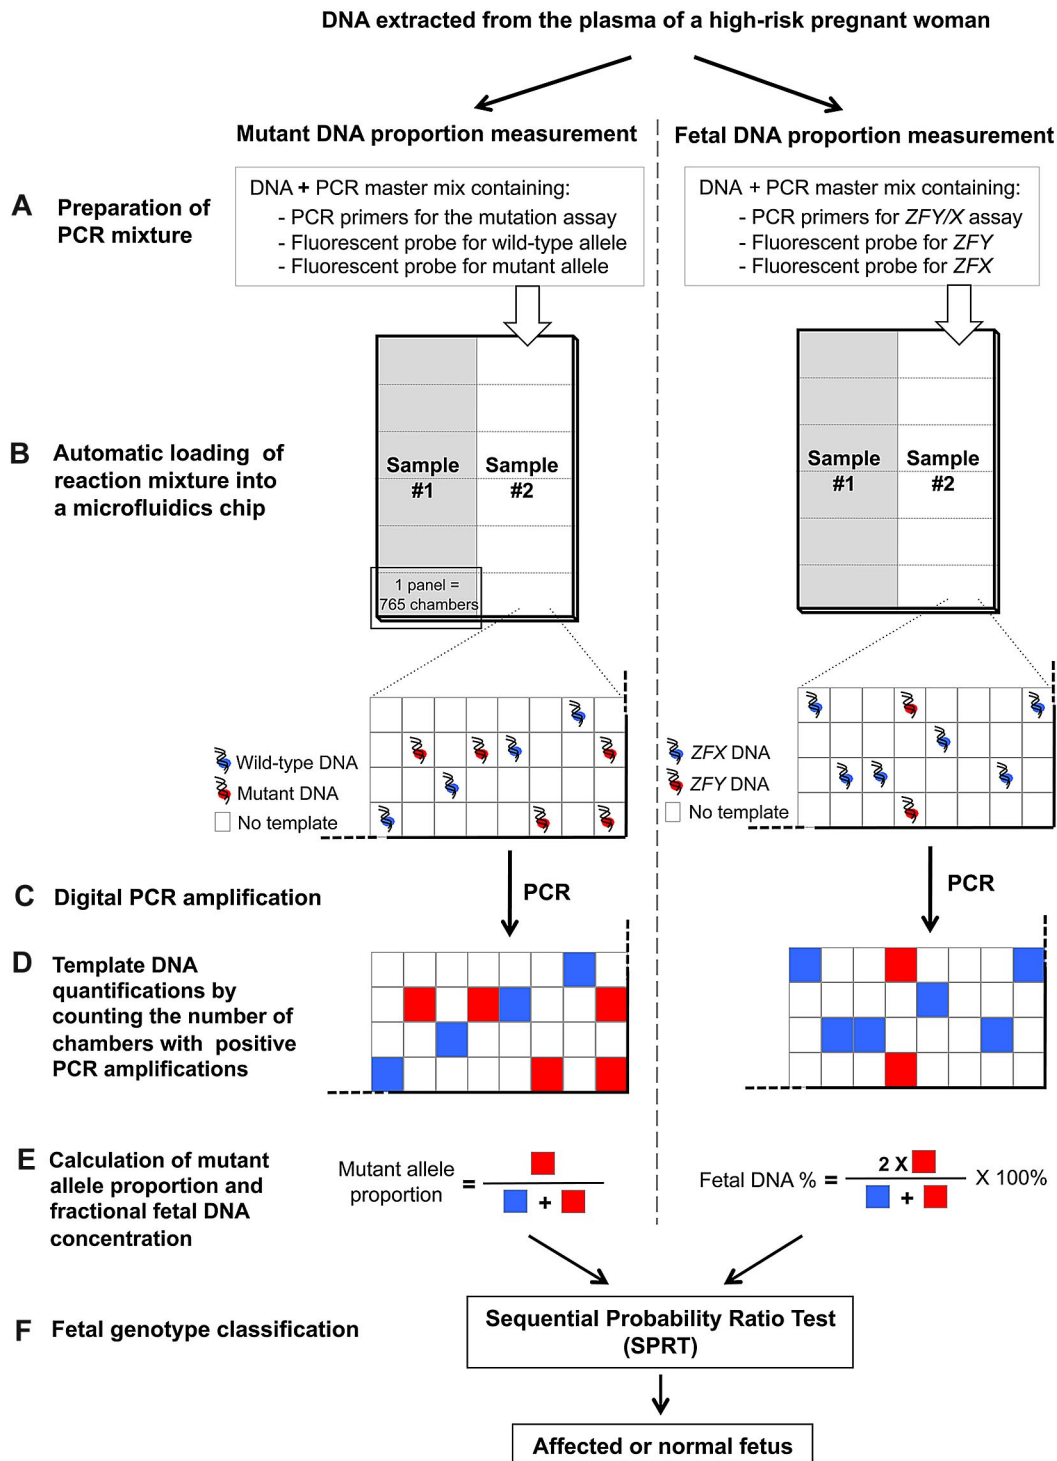 DNA extracted from the plasma of a high-risk pregnant woman
Mutant DNA proportion measurement
Fetal DNA proportion measurement
A Preparation of
PCR mixture
DNA + PCR master mix containing:
- PCR primers for the mutation assay
- Fluorescent probe for wild-type allele
- Fluorescent probe for mutant allele
DNA + PCR master mix containing:
- PCR primers for ZFY/X assay
- Fluorescent probe for ZFY
- Fluorescent probe for ZFX
B Automatic loading of
reaction mixture into
a microfluidics chip
Sample
#1
Sample
#2
1 panel =
765 chambers
Sample
#1
Sample
#2
Wild-type DNA
Mutant DNA
No template
ZFX DNA
ZFY DNA
No template
C Digital PCR amplification
PCR
PCR
D Template DNA
quantifications by
counting the number of
chambers with positive
PCR amplifications
E Calculation of mutant
allele proportion and
fractional fetal DNA
concentration
Mutant allele
proportion
=
+
Fetal DNA % =
2 X
+
X 100%
F Fetal genotype classification
Sequential Probability Ratio Test
(SPRT)
Affected or normal fetus